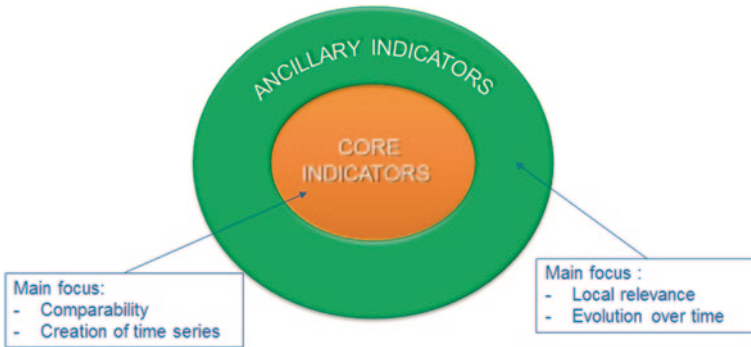 ANCILLARY INDICATORS
CORE
INDICATORS
Main focus:
- Comparability
- Creation of time series
Main focus :
- Local relevance
- Evolution over time